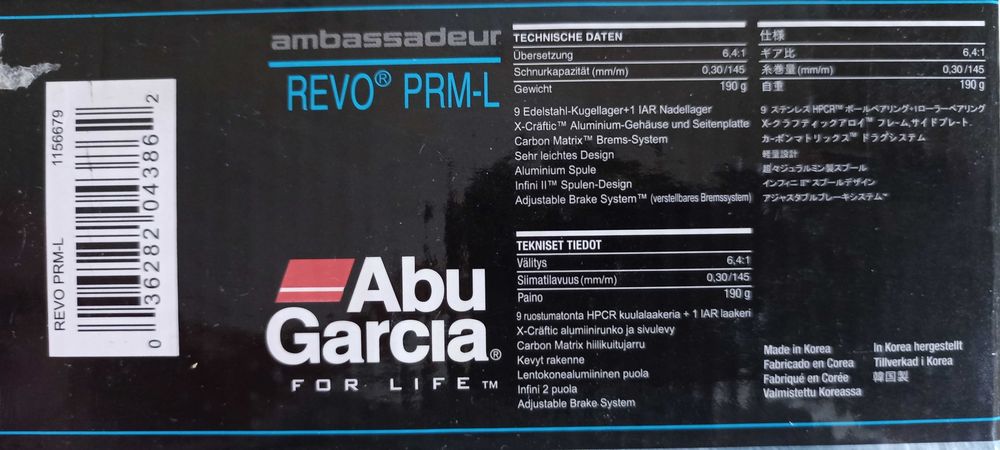 REVO PRM-L 1156679
0 36282 04386 2
ambassadeur
REVO® PRM-L
Abu
Garcia®
FOR LIFE™
TECHNISCHE DATEN
Übersetzung 6,4:1
Schnurkapazität (mm/m) 0,30/145
Gewicht 190 g
9 Edelstahl-Kugellager+1 IAR Nadellager
X-Cräftic™ Aluminium-Gehäuse und Seitenplatte
Carbon Matrix™ Brems-System
Sehr leichtes Design
Aluminium Spule
Infini II™ Spulen-Design
Adjustable Brake System™ (verstellbares Bremssystem)
TEKNISET TIEDOT
Välitys 6,4:1
Siimatilavuus (mm/m) 0,30/145
Paino 190 g
9 ruostumatonta HPCR kuulalaakeria + 1 IAR laakeri
X-Cräftic alumiinirunko ja sivulevy
Carbon Matrix hiilikuitujarru
Kevyt rakenne
Lentokonealumiininen puola
Infini 2 puola
Adjustable Brake System
仕様
ギア比 6,4:1
糸巻量 (mm/m) 0,30/145
自重 190 g
9 ステンレス HPCR™ ボールベアリング+1ローラーベアリング
X-クラフティックアロイ™ フレーム,サイドプレート.
カーボンマトリックス™ ドラグシステム
軽量設計
超々ジュラルミン製スプール
インフィニ II™ スプールデザイン
アジャスタブルブレーキシステム™
Made in Korea In Korea hergestellt
Fabricado en Corea Tillverkad i Korea
Fabriqué en Corée 韓国製
Valmistettu Koreassa